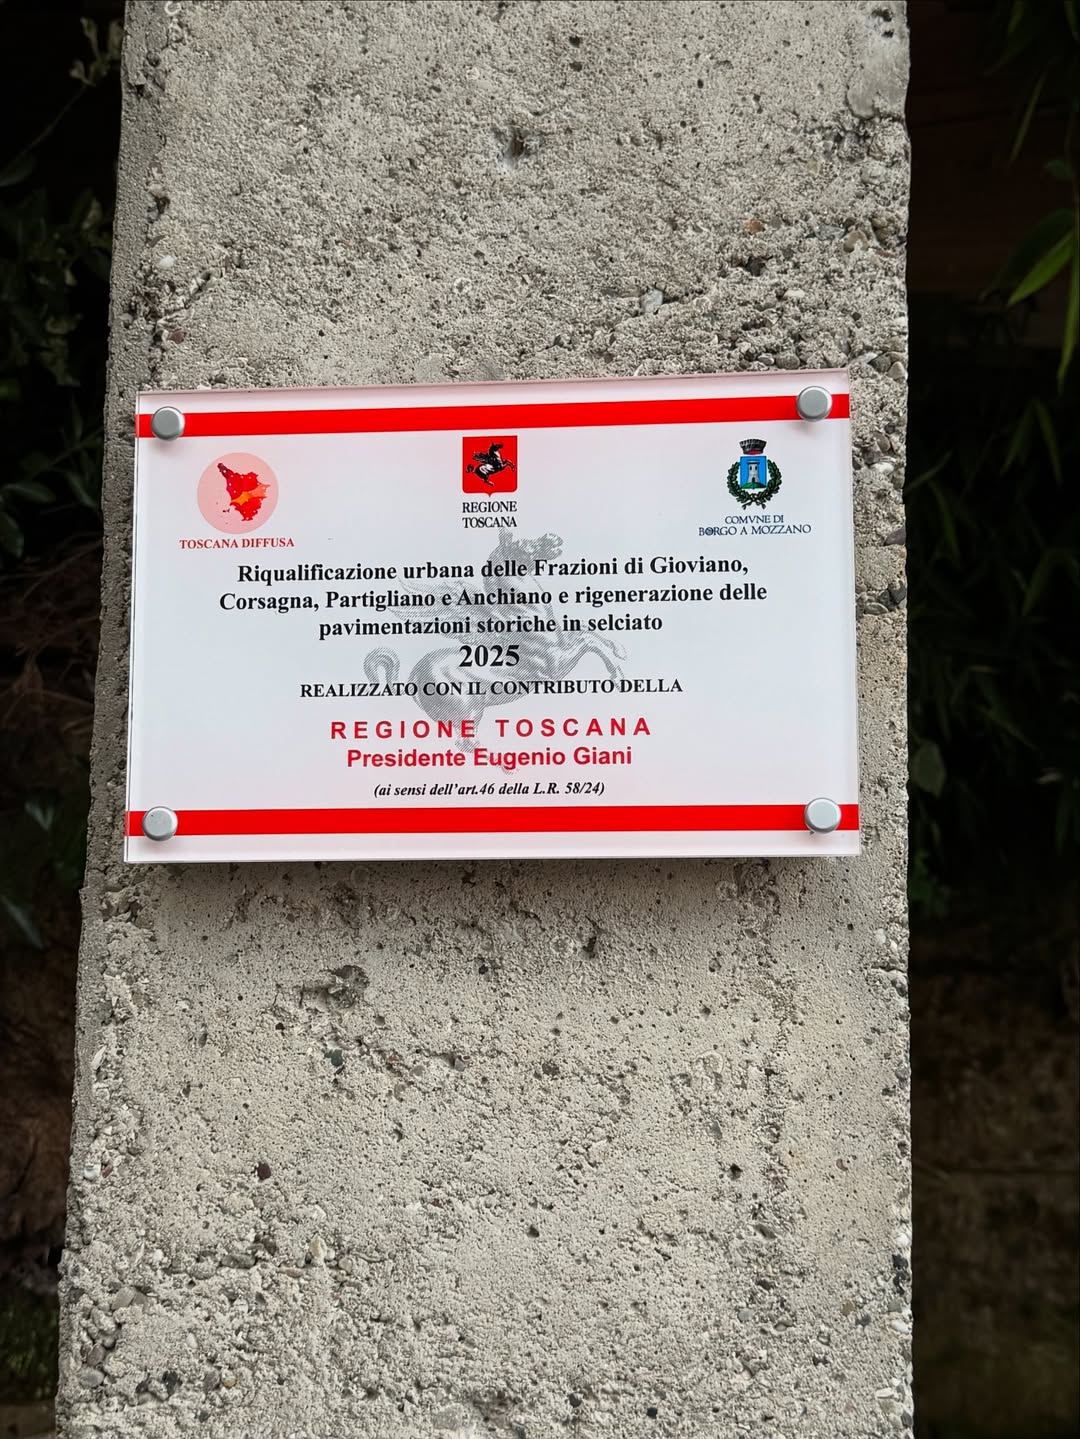 TOSCANA DIFFUSA
REGIONE
TOSCANA
COMVNE DI
BORGO A MOZZANO
Riqualificazione urbana delle Frazioni di Gioviano,
Corsagna, Partigliano e Anchiano e rigenerazione delle
pavimentazioni storiche in selciato
2025
REALIZZATO CON IL CONTRIBUTO DELLA
REGIONE TOSCANA
Presidente Eugenio Giani
(ai sensi dell'art.46 della L.R. 58/24)